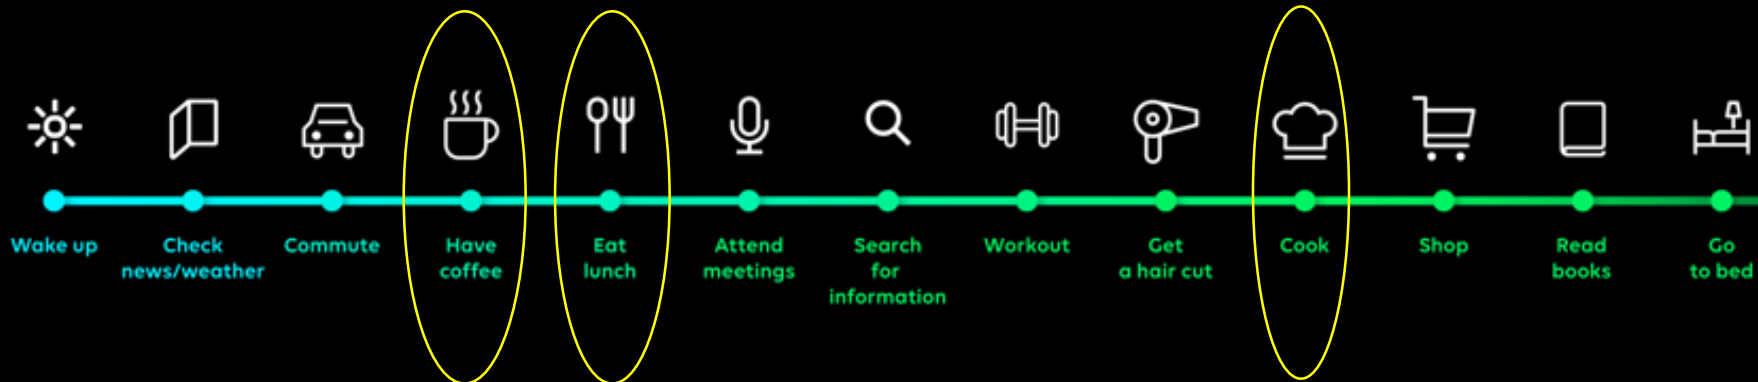 Wake up
Check
news/weather
Commute
Have
coffee
Eat
lunch
Attend
meetings
Search
for
information
Workout
Get
a hair cut
Cook
Shop
Read
books
Go
to bed